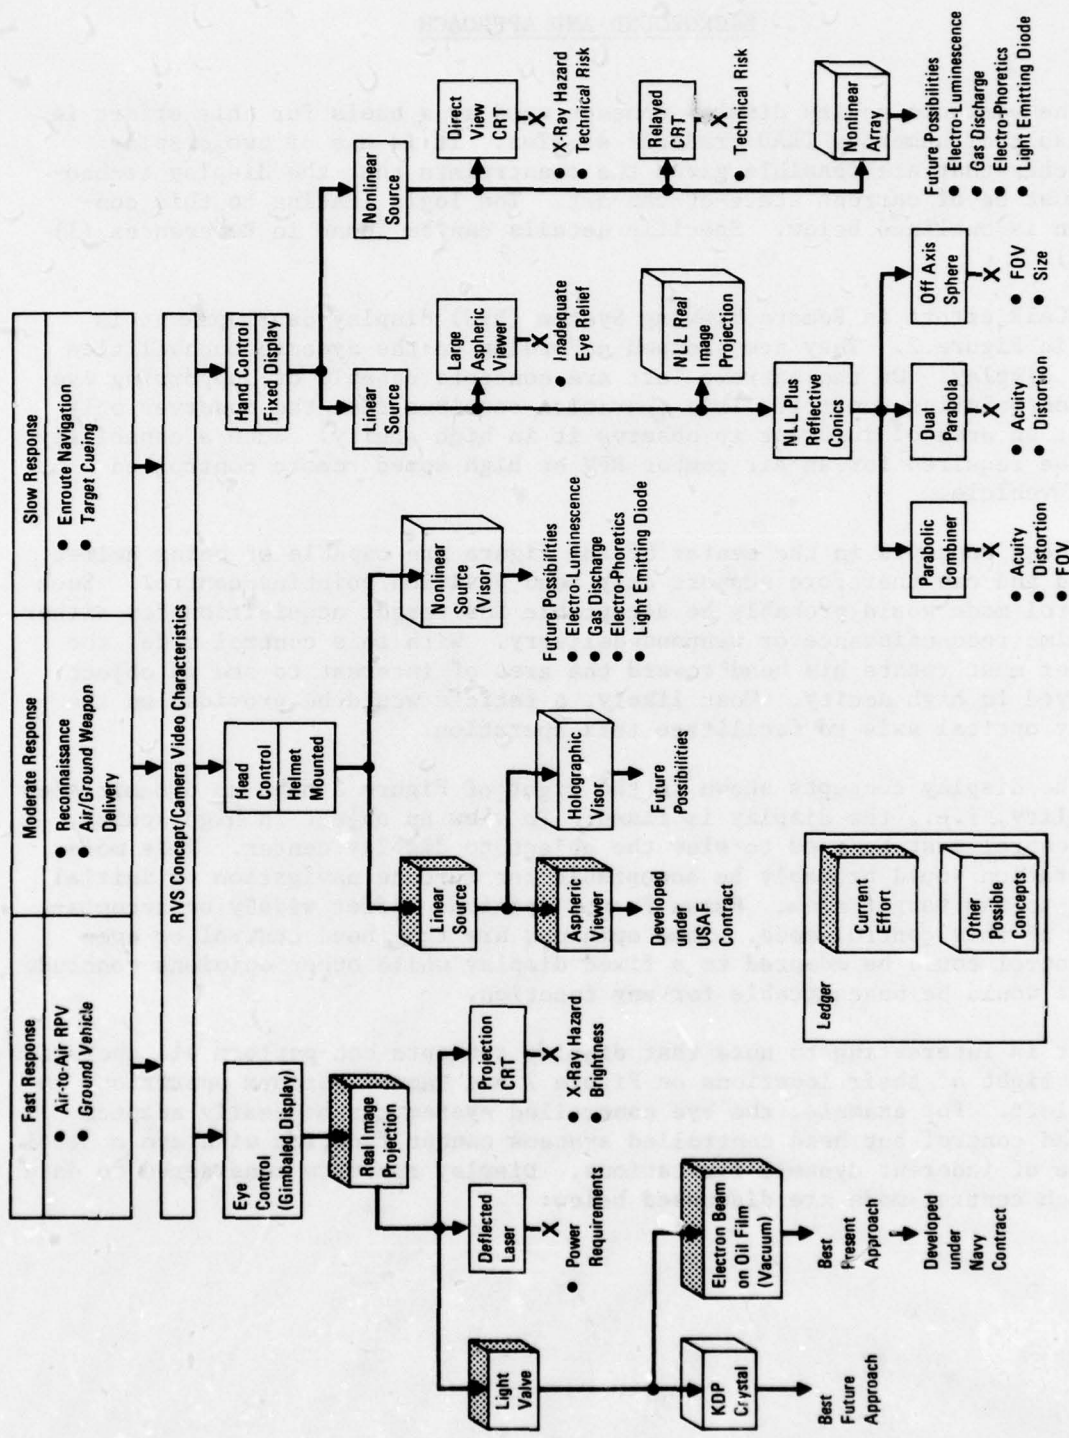 Fast Response
● Air-to-Air RPV
● Ground Vehicle
Moderate Response
● Reconnaissance
● Air/Ground Weapon
Delivery
Slow Response
● Enroute Navigation
● Target Cueing
RVS Concept/Camera Video Characteristics
Eye
Control
(Gimbaled Display)
Head
Control
Helmet
Mounted
Hand Control
Fixed Display
Real Image
Projection
Light
Valve
Deflected
Laser
X
● Power
Requirements
Projection
CRT
X
● X-Ray Hazard
● Brightness
KDP
Crystal
Best
Future
Approach
Electron Beam
on Oil Film
(Vacuum)
Best
Present
Approach
Developed
under
Navy
Contract
Linear
Source
Aspheric
Viewer
Developed
under
USAF
Contract
Holographic
Visor
Future
Possibilities
Nonlinear
Source
(Visor)
Future Possibilities
● Electro-Luminescence
● Gas Discharge
● Electro-Phoretics
● Light Emitting Diode
Linear
Source
Large
Aspheric
Viewer
X
Inadequate
Eye Relief
NLL Real
Image
Projection
NLL Plus
Reflective
Conics
Parabolic
Combiner
X
● Acuity
● Distortion
● FOV
Dual
Parabola
X
● Acuity
● Distortion
Off Axis
Sphere
X
● FOV
● Size
Nonlinear
Source
Direct
View
CRT
X
● X-Ray Hazard
● Technical Risk
Relayed
CRT
X
● Technical Risk
Nonlinear
Array
Future Possibilities
● Electro-Luminescence
● Gas Discharge
● Electro-Phoretics
● Light Emitting Diode
Ledger
Current
Effort
Other
Possible
Concepts